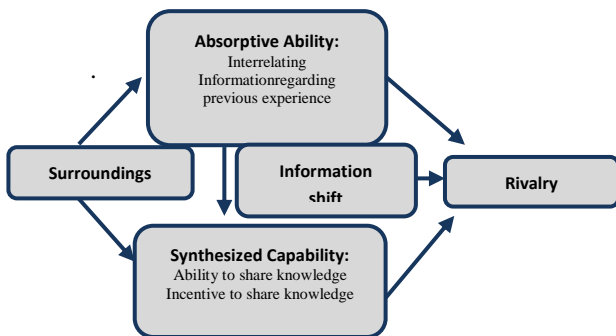 Absorptive Ability:
Interrelating
Informationregarding
previous experience
Surroundings
Information
shift
Rivalry
Synthesized Capability:
Ability to share knowledge
Incentive to share knowledge